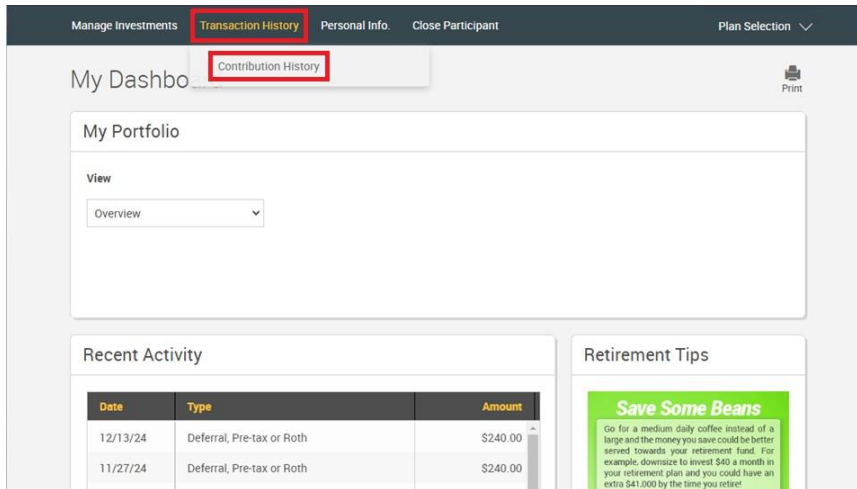 Manage Investments Transaction History Personal Info. Close Participant Plan Selection
Contribution History
My Dashbo
Print
My Portfolio
View
Overview
Recent Activity
Date Type Amount
12/13/24 Deferral, Pre-tax or Roth $240.00
11/27/24 Deferral, Pre-tax or Roth $240.00
Retirement Tips
Save Some Beans
Go for a medium daily coffee instead of a
large and the money you save could be better
served towards your retirement fund. For
example, downsize to invest $40 a month in
your retirement plan and you could have an
extra $41,000 by the time you retire!